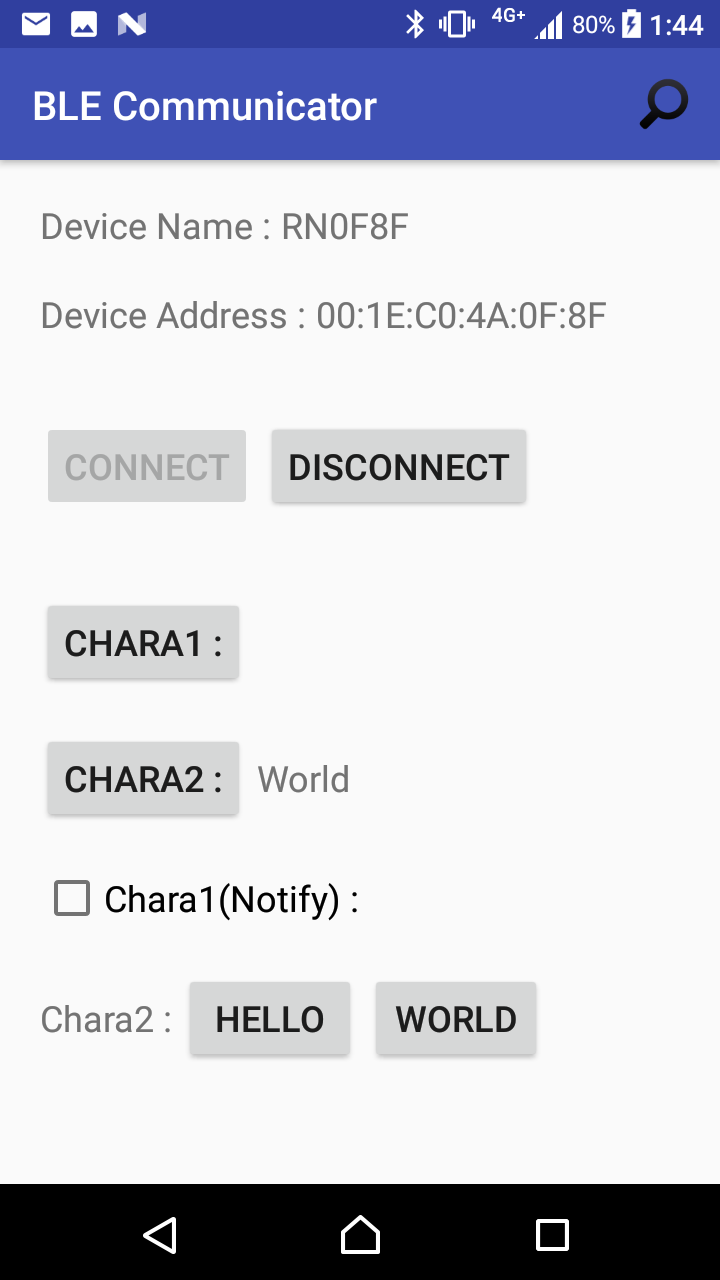 4G+ 80% 1:44
BLE Communicator
Device Name : RN0F8F
Device Address : 00:1E:C0:4A:0F:8F
CONNECT DISCONNECT
CHARA1 :
CHARA2 : World
Chara1(Notify) :
Chara2 : HELLO WORLD